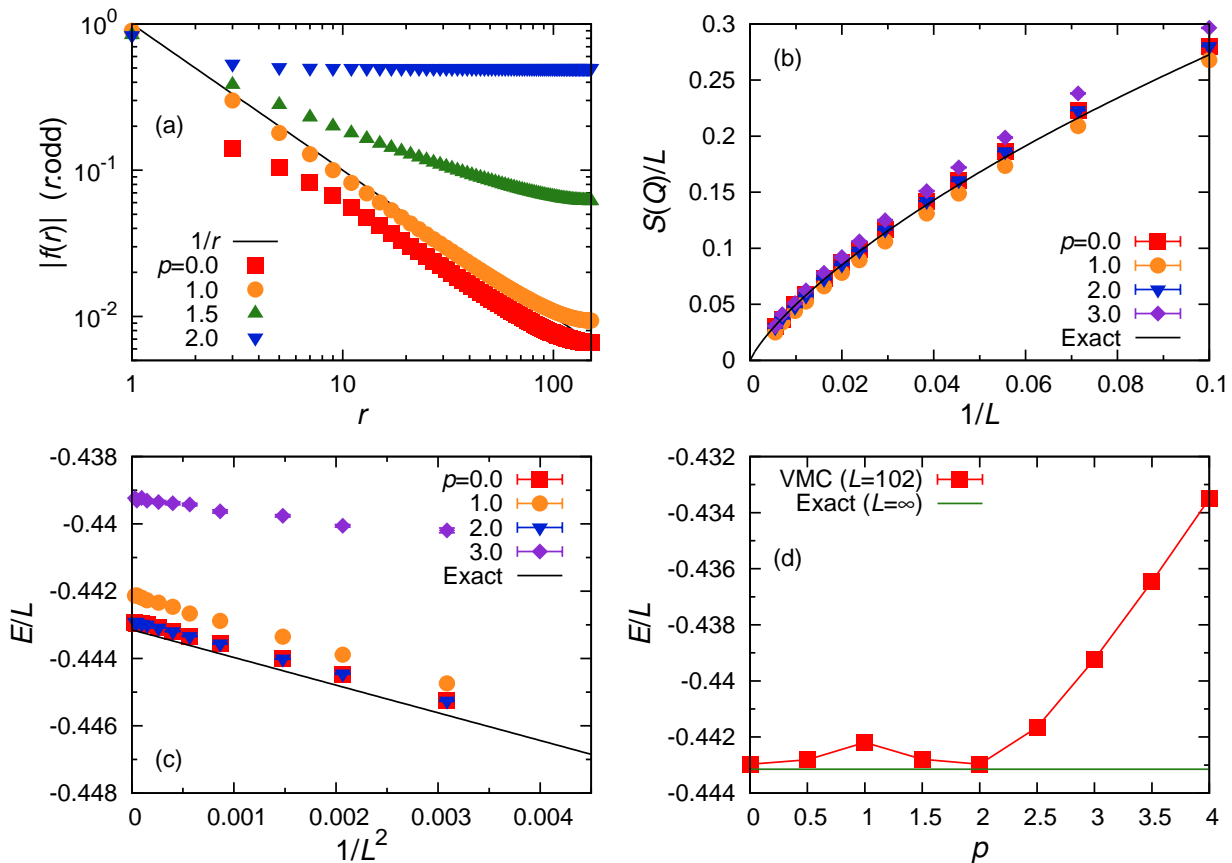 10^0
10^-1
10^-2
|f(r)| (r:odd)
(a)
1/r
p=0.0
1.0
1.5
2.0
1
10
100
r
0.3
0.25
0.2
0.15
0.1
0.05
0
S(Q)/L
(b)
p=0.0
1.0
2.0
3.0
Exact
0
0.02
0.04
0.06
0.08
0.1
1/L
-0.438
-0.44
-0.442
-0.444
-0.446
-0.448
E/L
p=0.0
1.0
2.0
3.0
Exact
(c)
0
0.001
0.002
0.003
0.004
1/L^2
-0.432
-0.434
-0.436
-0.438
-0.44
-0.442
-0.444
E/L
VMC (L=102)
Exact (L=∞)
(d)
0
0.5
1
1.5
2
2.5
3
3.5
4
p